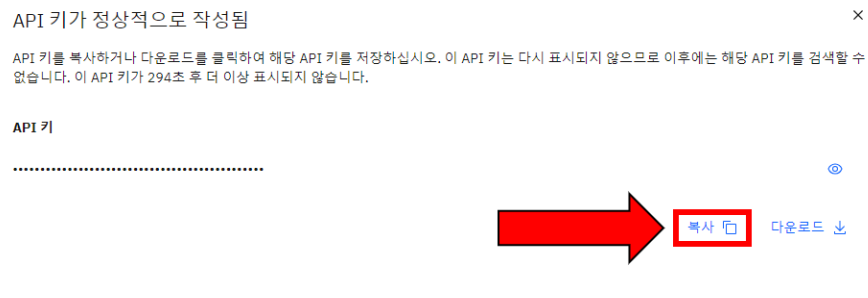 API 키가 정상적으로 작성됨
API 키를 복사하거나 다운로드를 클릭하여 해당 API 키를 저장하십시오. 이 API 키는 다시 표시되지 않으므로 이후에는 해당 API 키를 검색할 수
없습니다. 이 API 키가 294초 후 더 이상 표시되지 않습니다.
API 키
복사
다운로드